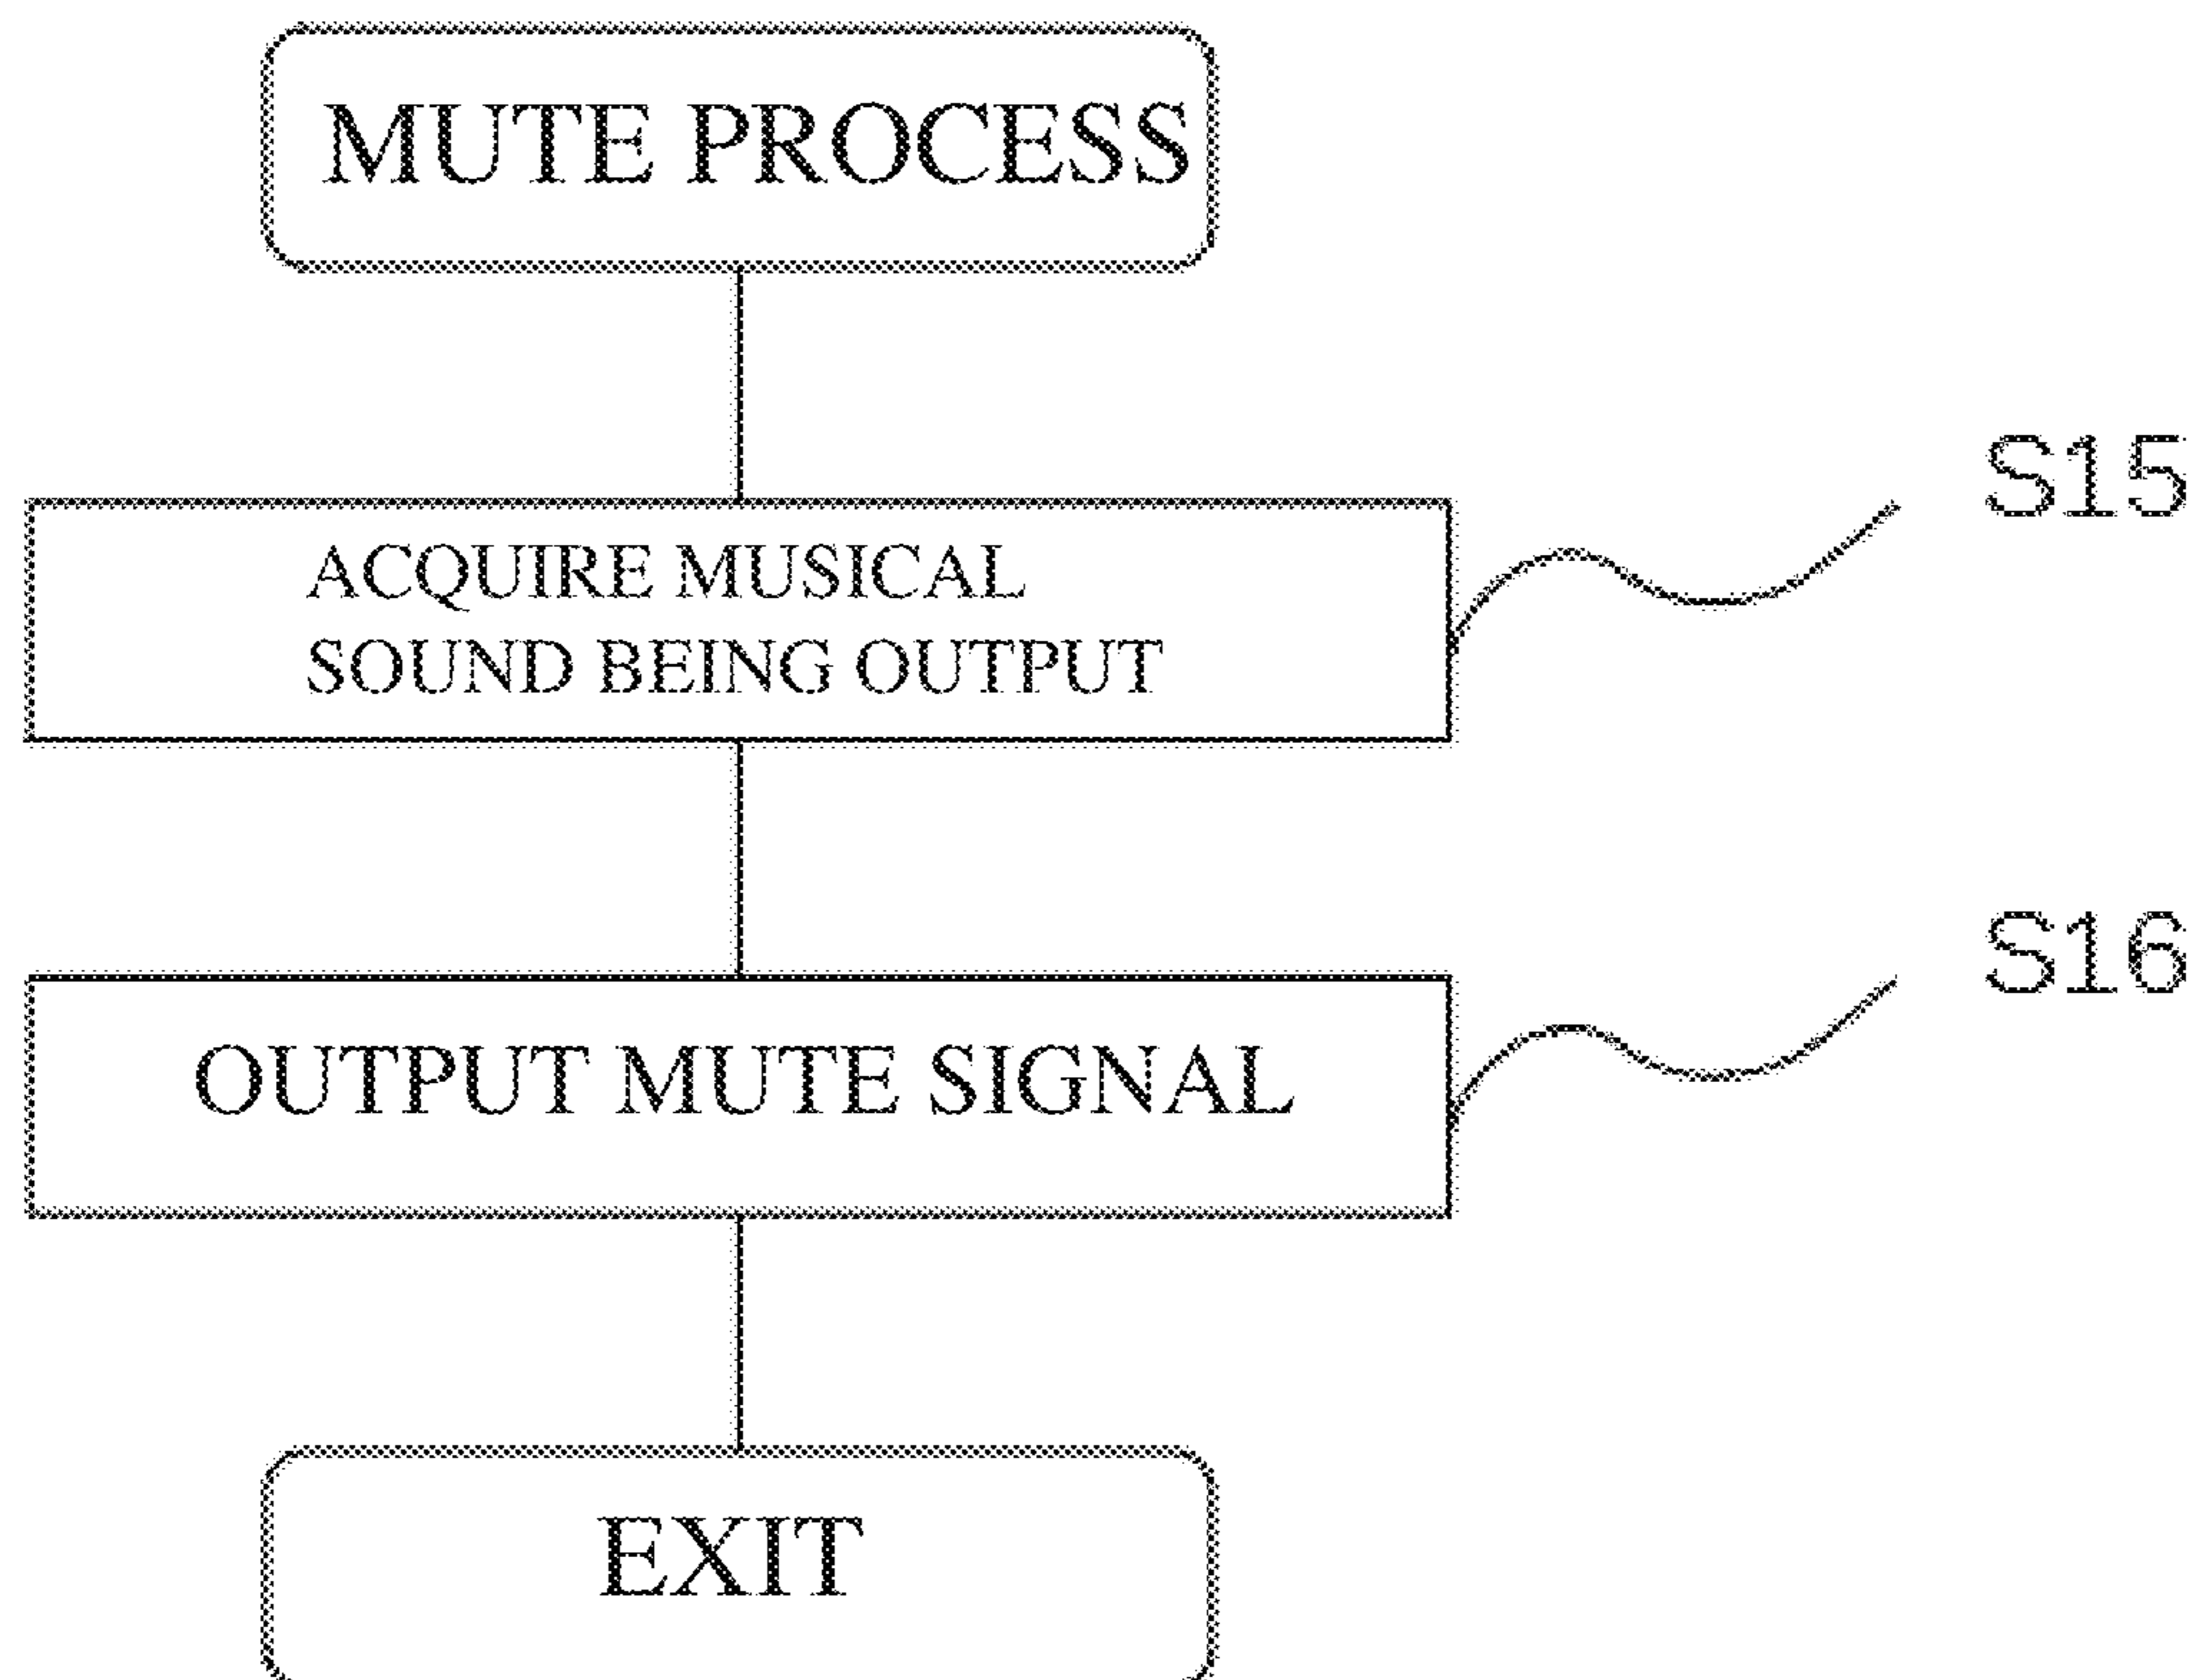 MUTE PROCESS
S15
ACQUIRE MUSICAL
SOUND BEING OUTPUT
S16
OUTPUT MUTE SIGNAL
EXIT